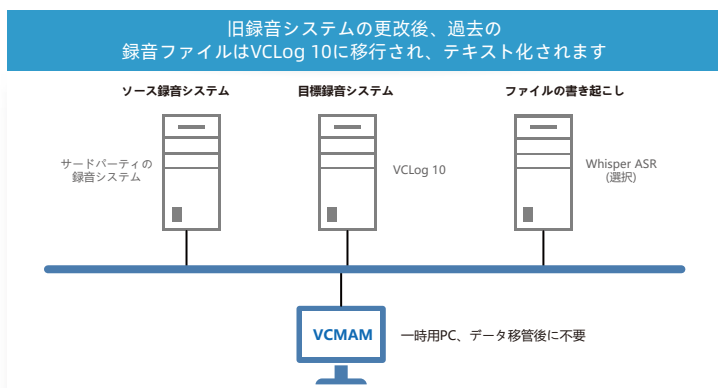 旧録音システムの更改後、過去の
録音ファイルはVCLog 10に移行され、テキスト化されます
ソース録音システム
目標録音システム
ファイルの書き起こし
サードパーティの
録音システム
VCLog 10
Whisper ASR
(選択)
VCMAM
一時用PC、データ移管後に不要